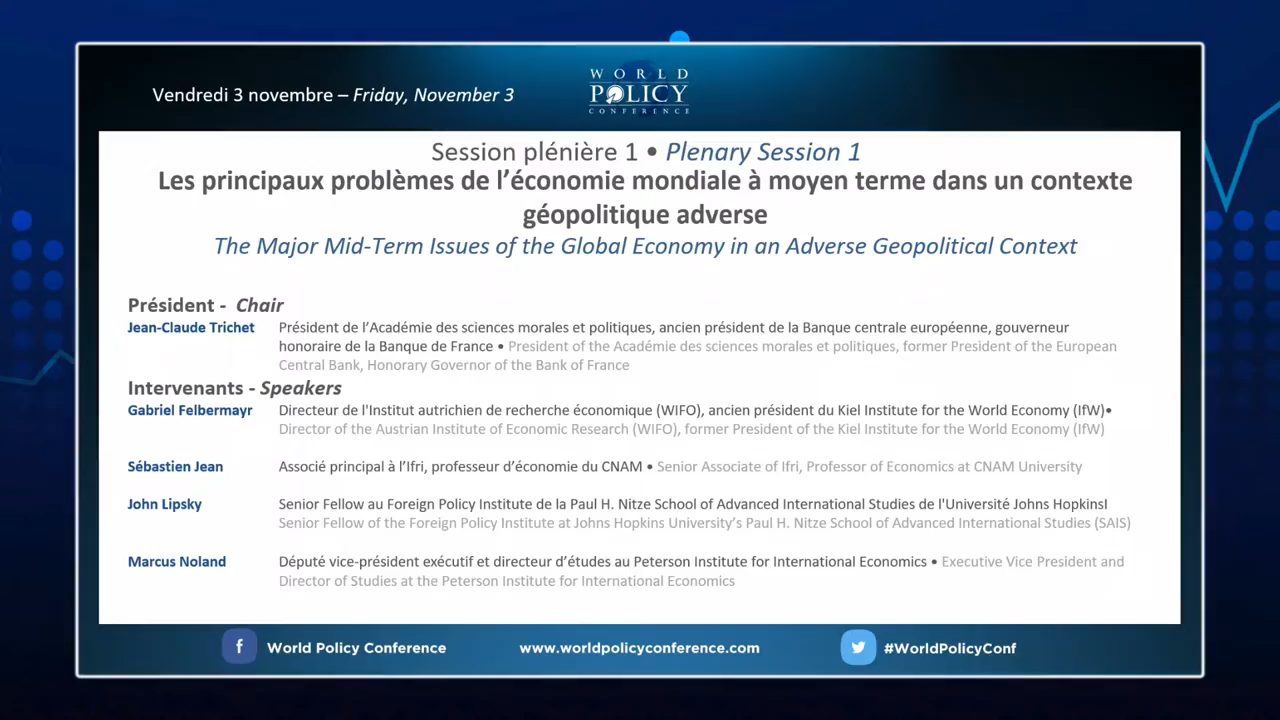 Vendredi 3 novembre – Friday, November 3
WORLD
POLICY
CONFERENCE
Session plénière 1 • Plenary Session 1
Les principaux problèmes de l’économie mondiale à moyen terme dans un contexte
géopolitique adverse
The Major Mid-Term Issues of the Global Economy in an Adverse Geopolitical Context
Président - Chair
Jean-Claude Trichet Président de l’Académie des sciences morales et politiques, ancien président de la Banque centrale européenne, gouverneur
honoraire de la Banque de France • President of the Académie des sciences morales et politiques, former President of the European
Central Bank, Honorary Governor of the Bank of France
Intervenants - Speakers
Gabriel Felbermayr Directeur de l'Institut autrichien de recherche économique (WIFO), ancien président du Kiel Institute for the World Economy (IfW)•
Director of the Austrian Institute of Economic Research (WIFO), former President of the Kiel Institute for the World Economy (IfW)
Sébastien Jean Associé principal à l’Ifri, professeur d’économie du CNAM • Senior Associate of Ifri, Professor of Economics at CNAM University
John Lipsky Senior Fellow au Foreign Policy Institute de la Paul H. Nitze School of Advanced International Studies de l'Université Johns HopkinsI
Senior Fellow of the Foreign Policy Institute at Johns Hopkins University’s Paul H. Nitze School of Advanced International Studies (SAIS)
Marcus Noland Député vice-président exécutif et directeur d’études au Peterson Institute for International Economics • Executive Vice President and
Director of Studies at the Peterson Institute for International Economics
f World Policy Conference www.worldpolicyconference.com #WorldPolicyConf